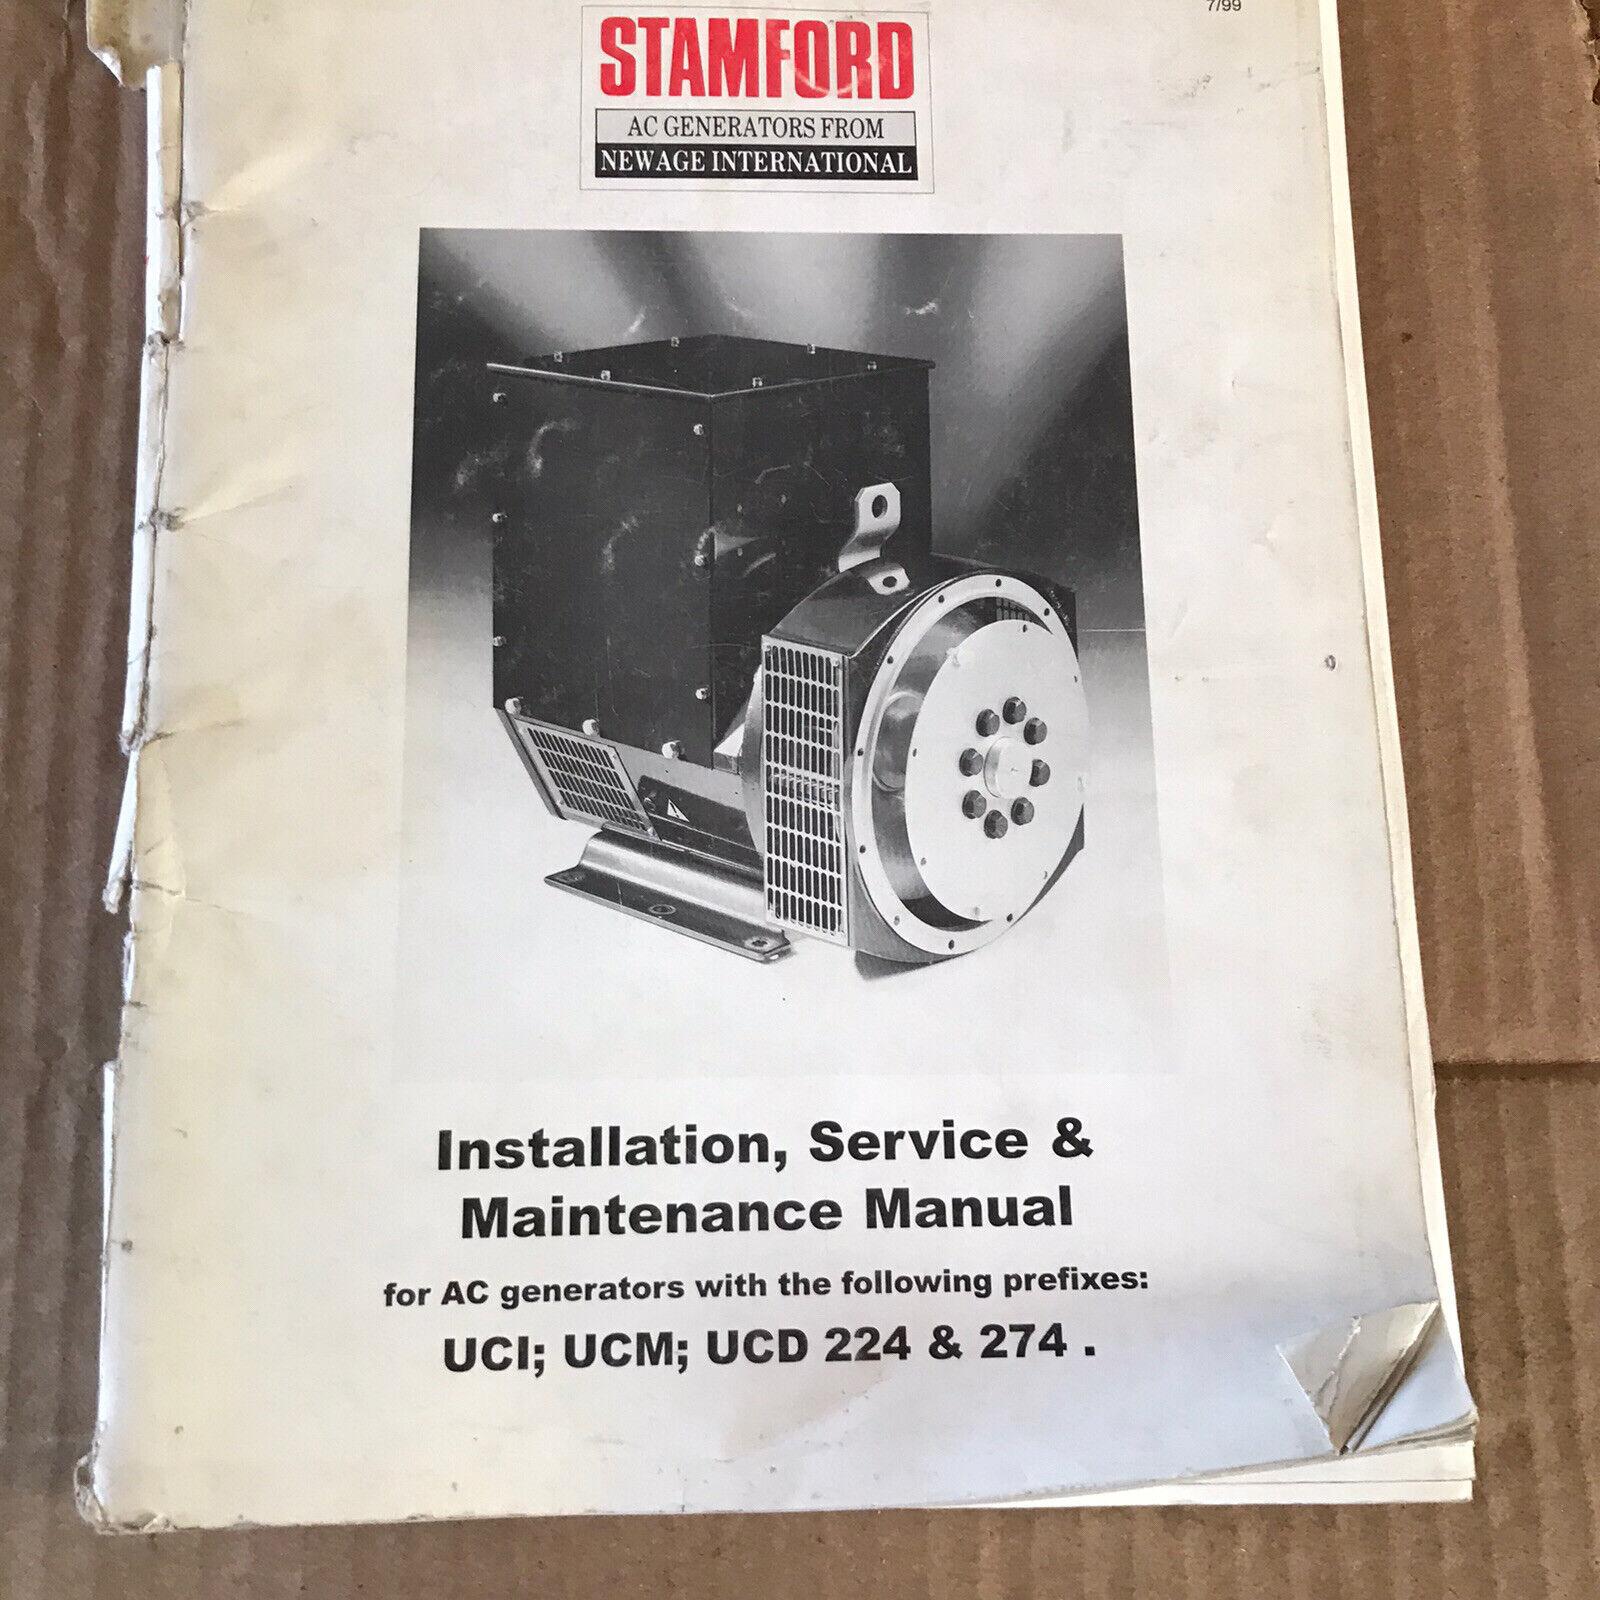 7/99
STAMFORD
AC GENERATORS FROM
NEWAGE INTERNATIONAL
Installation, Service &
Maintenance Manual
for AC generators with the following prefixes:
UCI; UCM; UCD 224 & 274 .